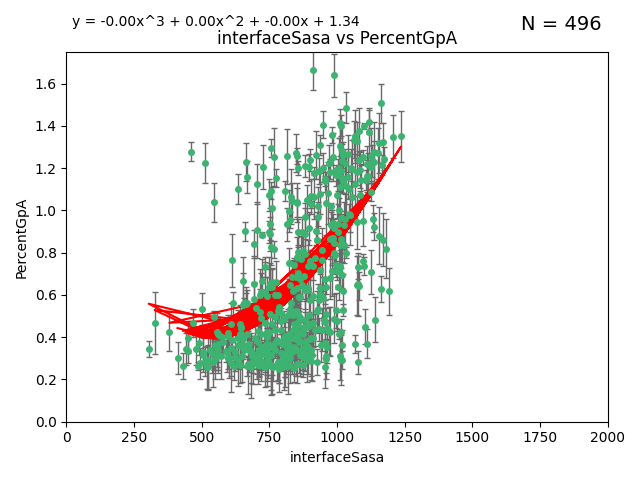 y = -0.00x^3 + 0.00x^2 + -0.00x + 1.34
N = 496
interfaceSasa vs PercentGpA
PercentGpA
1.6
1.4
1.2
1.0
0.8
0.6
0.4
0.2
0.0
0 250 500 750 1000 1250 1500 1750 2000
interfaceSasa